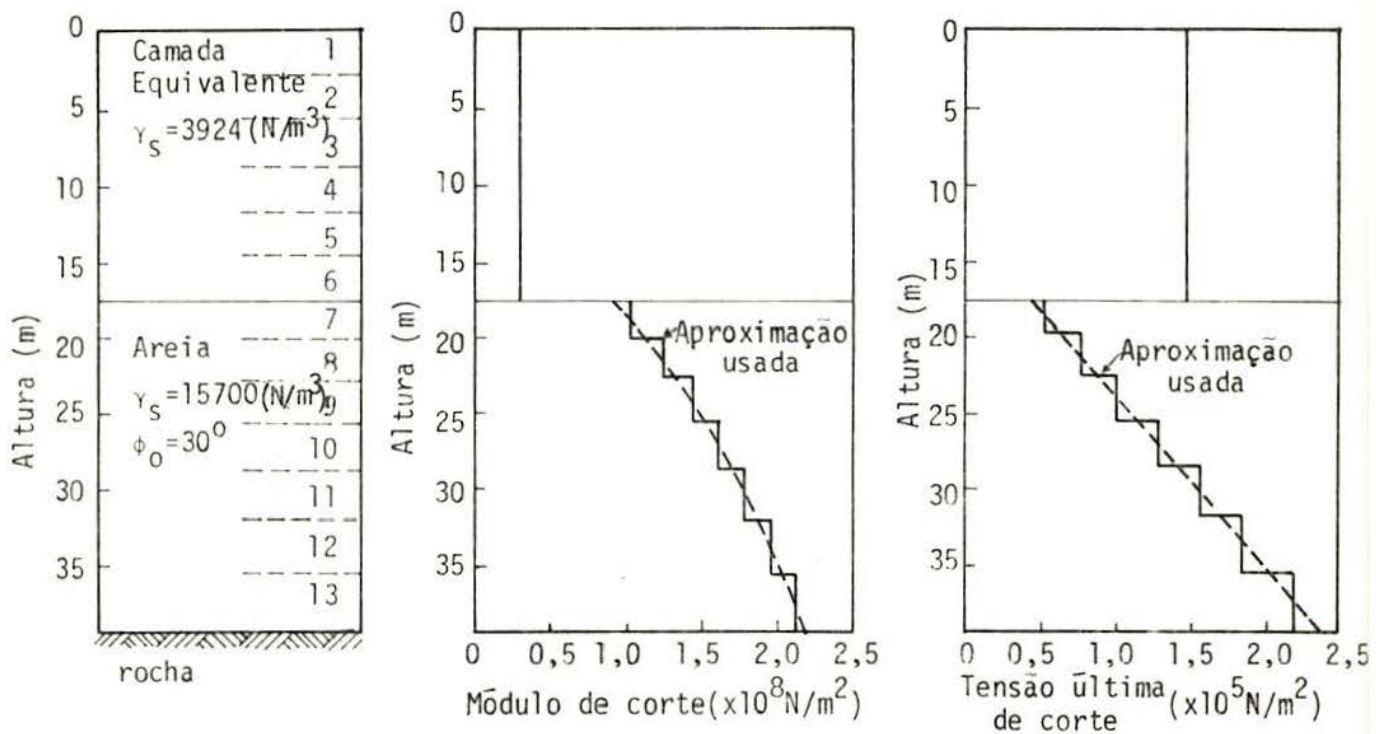 0
5
10
15
20
25
30
35
Altura (m)
Camada
Equivalente
γs=3924(N/m³)
1
2
3
4
5
6
Areia
γs=15700(N/m³)
ϕo=30⁰
7
8
9
10
11
12
13
rocha
0
5
10
15
20
25
30
35
Altura (m)
Aproximação
usada
0 0,5 1,0 1,5 2,0 2,5
Módulo de corte(x10⁸N/m²)
0
5
10
15
20
25
30
35
Altura (m)
Aproximação
usada
0 0,5 1,0 1,5 2,0 2,5
Tensão última (x10⁵N/m²)
de corte